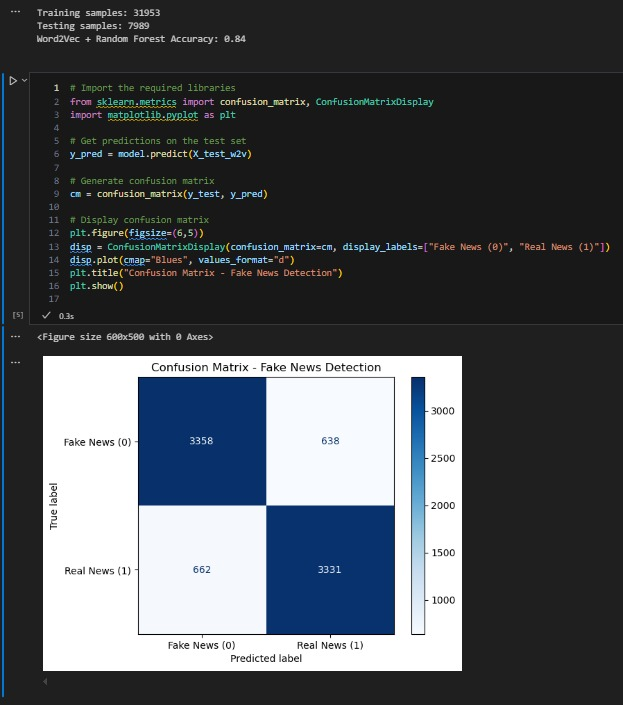 Training samples: 31953
Testing samples: 7989
Word2Vec + Random Forest Accuracy: 0.84
1 # Import the required libraries
2 from sklearn.metrics import confusion_matrix, ConfusionMatrixDisplay
3 import matplotlib.pyplot as plt
4
5 # Get predictions on the test set
6 y_pred = model.predict(X_test_w2v)
7
8 # Generate confusion matrix
9 cm = confusion_matrix(y_test, y_pred)
10
11 # Display confusion matrix
12 plt.figure(figsize=(6,5))
13 disp = ConfusionMatrixDisplay(confusion_matrix=cm, display_labels=["Fake News (0)", "Real News (1)"])
14 disp.plot(cmap="Blues", values_format="d")
15 plt.title("Confusion Matrix - Fake News Detection")
16 plt.show()
17
[5] 0.3s
<Figure size 600x500 with 0 Axes>
Confusion Matrix - Fake News Detection
Fake News (0) 3358 638
Real News (1) 662 3331
True label
Fake News (0) Real News (1)
Predicted label
3000
2500
2000
1500
1000